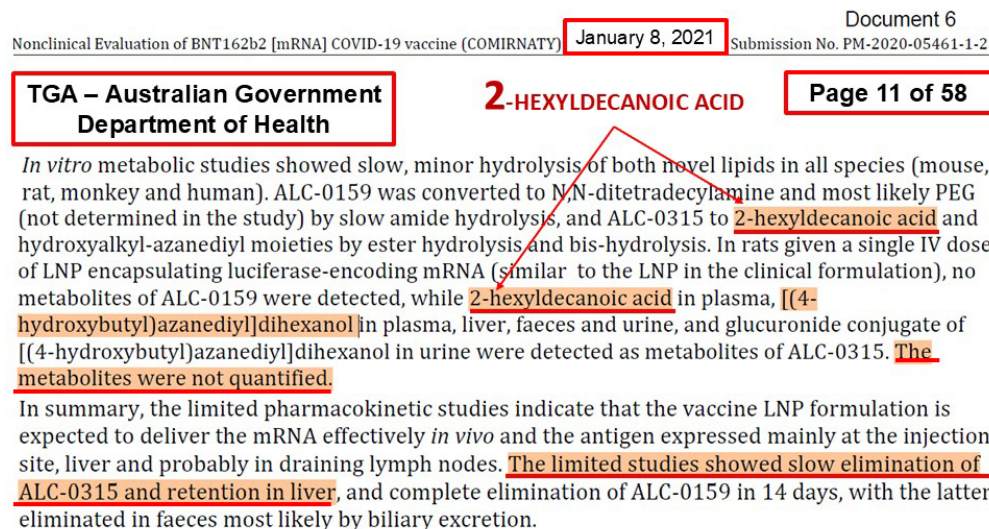 Document 6
Nonclinical Evaluation of BNT162b2 [mRNA] COVID-19 vaccine (COMIRNATY) January 8, 2021 Submission No. PM-2020-05461-1-2
TGA – Australian Government
Department of Health
2-HEXYLDECANOIC ACID
Page 11 of 58
In vitro metabolic studies showed slow, minor hydrolysis of both novel lipids in all species (mouse,
rat, monkey and human). ALC-0159 was converted to N,N-ditetradecylamine and most likely PEG
(not determined in the study) by slow amide hydrolysis, and ALC-0315 to 2-hexyldecanoic acid and
hydroxyalkyl-azanediyl moieties by ester hydrolysis and bis-hydrolysis. In rats given a single IV dose
of LNP encapsulating luciferase-encoding mRNA (similar to the LNP in the clinical formulation), no
metabolites of ALC-0159 were detected, while 2-hexyldecanoic acid in plasma, [(4-
hydroxybutyl)azanediyl]dihexanol in plasma, liver, faeces and urine, and glucuronide conjugate of
[(4-hydroxybutyl)azanediyl]dihexanol in urine were detected as metabolites of ALC-0315. The
metabolites were not quantified.
In summary, the limited pharmacokinetic studies indicate that the vaccine LNP formulation is
expected to deliver the mRNA effectively in vivo and the antigen expressed mainly at the injection
site, liver and probably in draining lymph nodes. The limited studies showed slow elimination of
ALC-0315 and retention in liver, and complete elimination of ALC-0159 in 14 days, with the latter
eliminated in faeces most likely by biliary excretion.